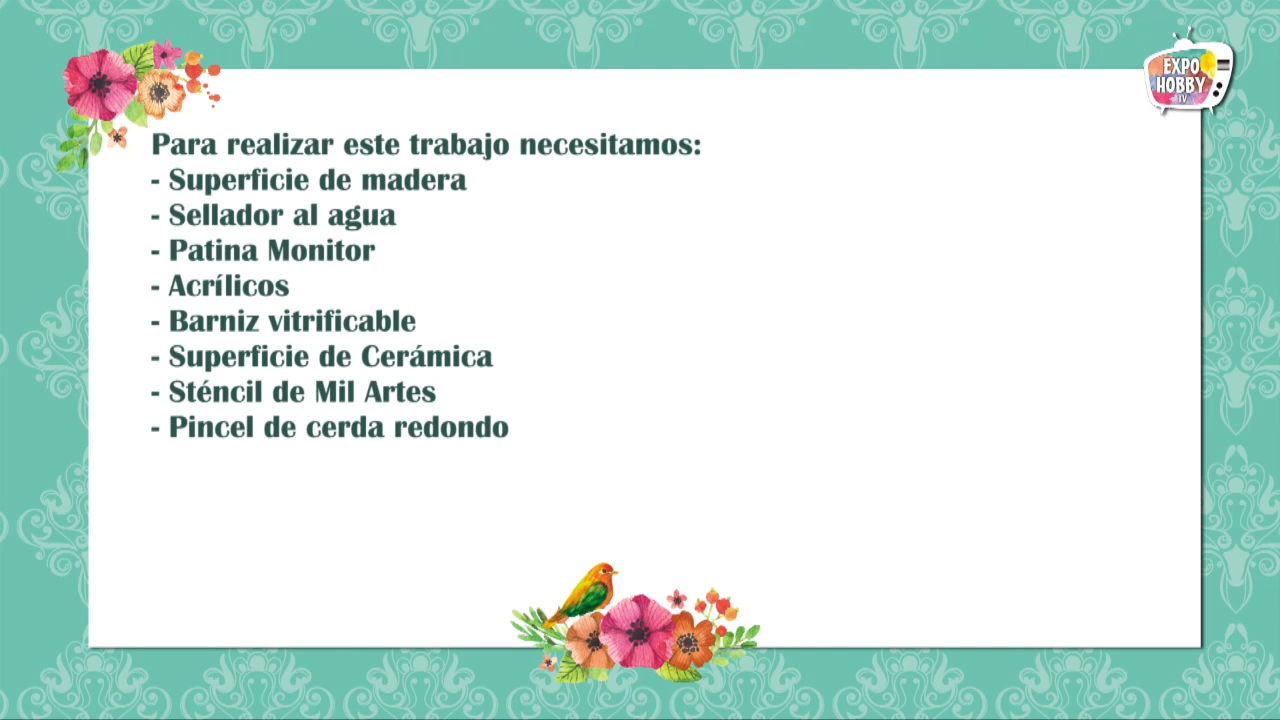 EXPO
HOBBY
TV
Para realizar este trabajo necesitamos:
- Superficie de madera
- Sellador al agua
- Patina Monitor
- Acrílicos
- Barniz vitrificable
- Superficie de Cerámica
- Sténcil de Mil Artes
- Pincel de cerda redondo